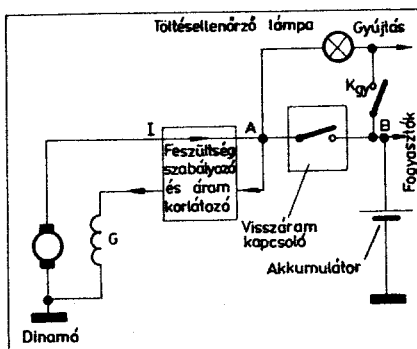 Töltésellenőrző lámpa
Gyújtás
Kgy
I
A
B
Feszültség
szabályozó
és áram
korlátozó
Fogyasztók
G
Visszáram
kapcsoló
Akkumulátor
Dinamó